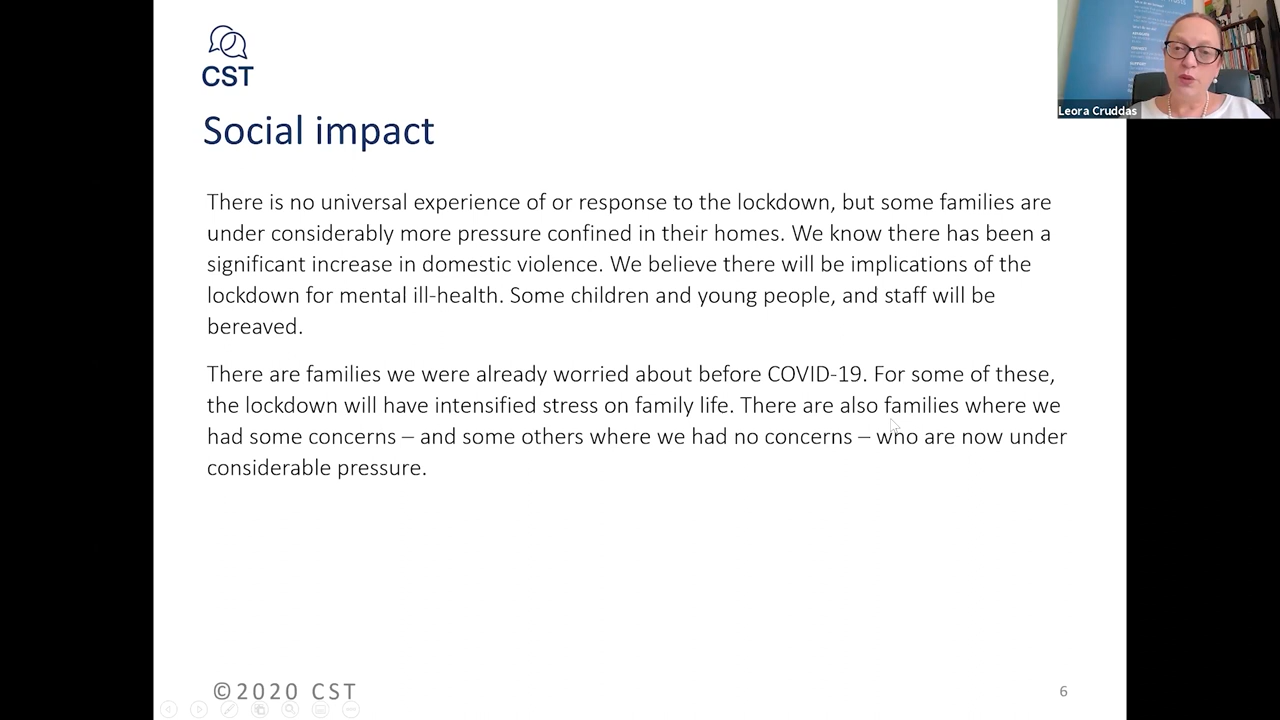 CST
Leora Cruddas
Social impact
There is no universal experience of or response to the lockdown, but some families are
under considerably more pressure confined in their homes. We know there has been a
significant increase in domestic violence. We believe there will be implications of the
lockdown for mental ill-health. Some children and young people, and staff will be
bereaved.
There are families we were already worried about before COVID-19. For some of these,
the lockdown will have intensified stress on family life. There are also families where we
had some concerns – and some others where we had no concerns – who are now under
considerable pressure.
©2020 CST
6